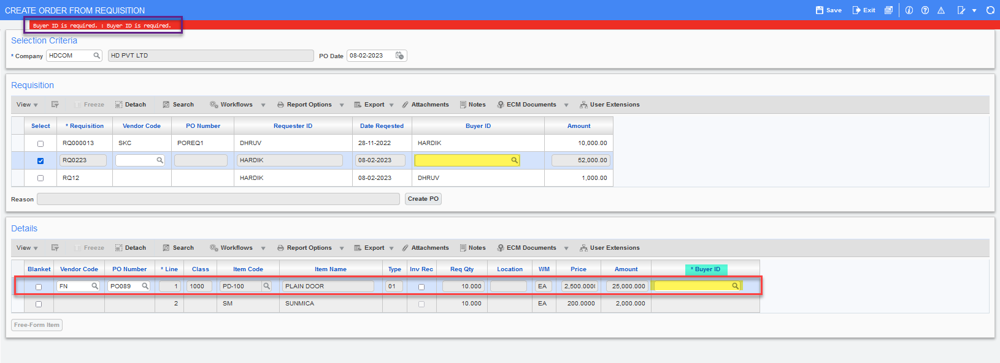 CREATE ORDER FROM REQUISITION Save Exit
Buyer ID is required. : Buyer ID is required.
Selection Criteria
* Company HDCOM HD PVT LTD PO Date 08-02-2023
Requisition
View Freeze Detach Search Workflows Report Options Export Attachments Notes ECM Documents User Extensions
Select * Requisition Vendor Code PO Number Requester ID Date Reqested Buyer ID Amount
RQ000013 SKC POREQ1 DHRUV 28-11-2022 HARDIK 10,000.00
RQ0223 HARDIK 08-02-2023 52,000.00
RQ12 HARDIK 08-02-2023 DHRUV 1,000.00
Reason Create PO
Details
View Freeze Detach Search Workflows Report Options Export Attachments Notes ECM Documents User Extensions
Blanket Vendor Code PO Number * Line Class Item Code Item Name Type Inv Rec Req Qty Location WM Price Amount * Buyer ID
FN PO089 1 1000 PD-100 PLAIN DOOR 01 10.000 EA 2,500.000 25,000.000
2 SM SUNMICA 10.000 EA 200.0000 2,000.000
Free-Form Item